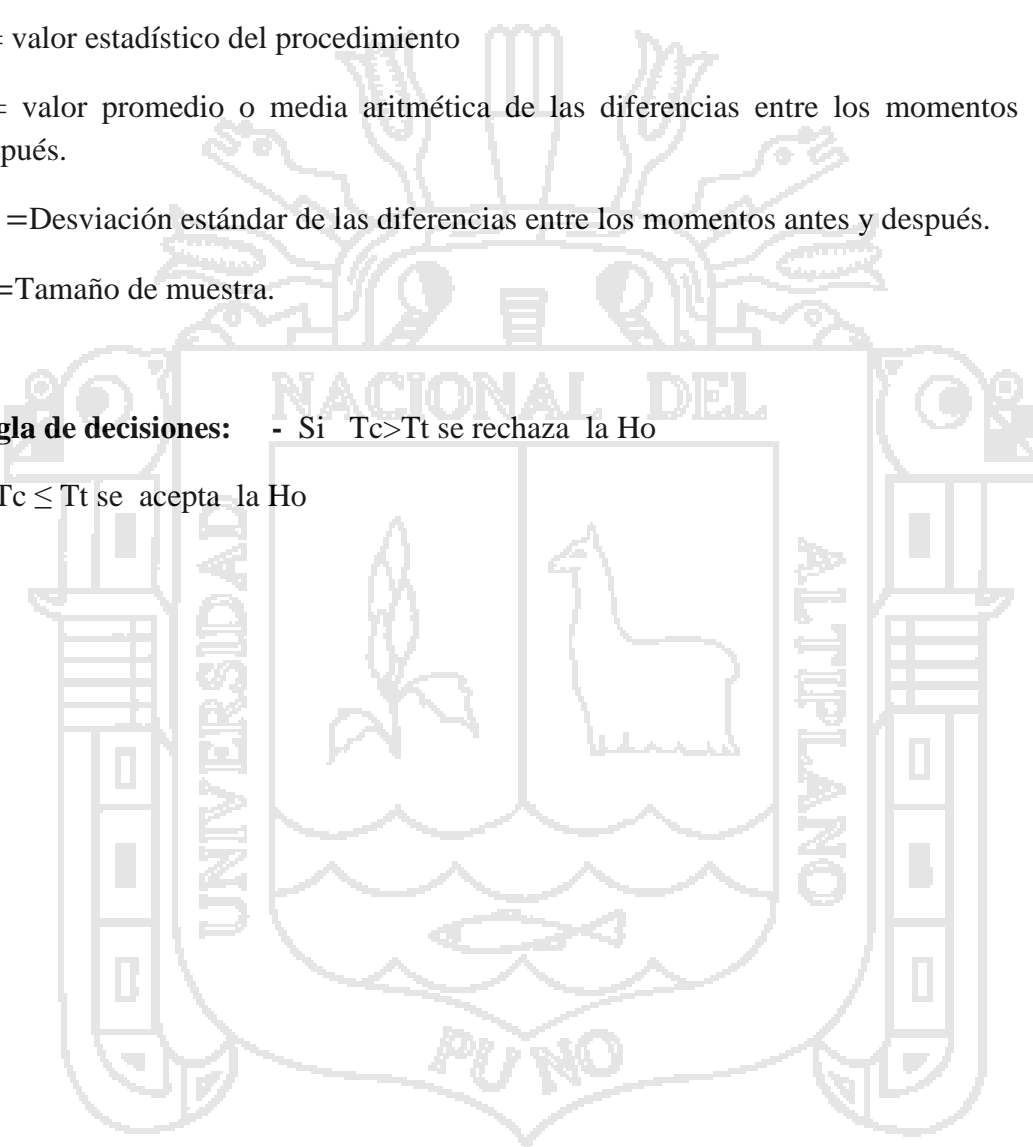 = valor estadístico del procedimiento
= valor promedio o media aritmética de las diferencias entre los momentos
pués.
=Desviación estándar de las diferencias entre los momentos antes y después.
=Tamaño de muestra.
NACIONAL DEL
gla de decisiones: - Si Tc>Tt se rechaza la Ho
Tc ≤ Tt se acepta la Ho
UNIVERSIDAD
ALTIPLANO
PUNO